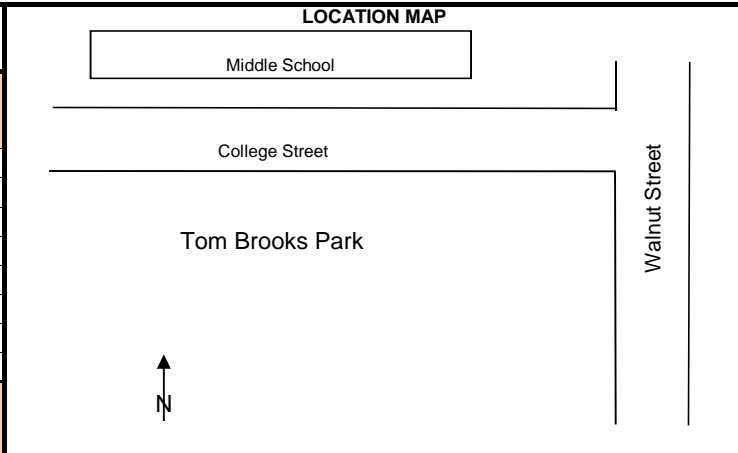 LOCATION MAP
Middle School
College Street
Walnut Street
Tom Brooks Park
N